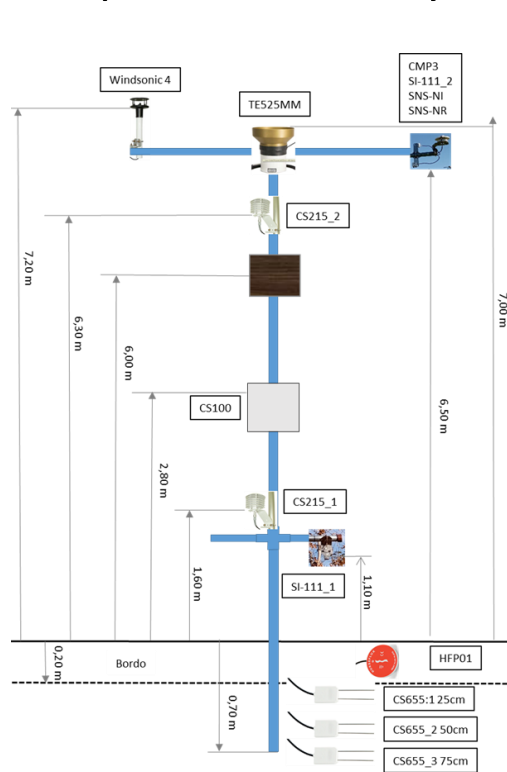 Windsonic 4
TE525MM
CMP3
SI-111_2
SNS-NI
SNS-NR
CS215_2
7,20 m
6,30 m
6,00 m
7,00 m
6,50 m
CS100
2,80 m
CS215_1
1,60 m
SI-111_1
1,10 m
0,20 m
Bordo
HFP01
0,70 m
CS655:1 25cm
CS655_2 50cm
CS655_3 75cm